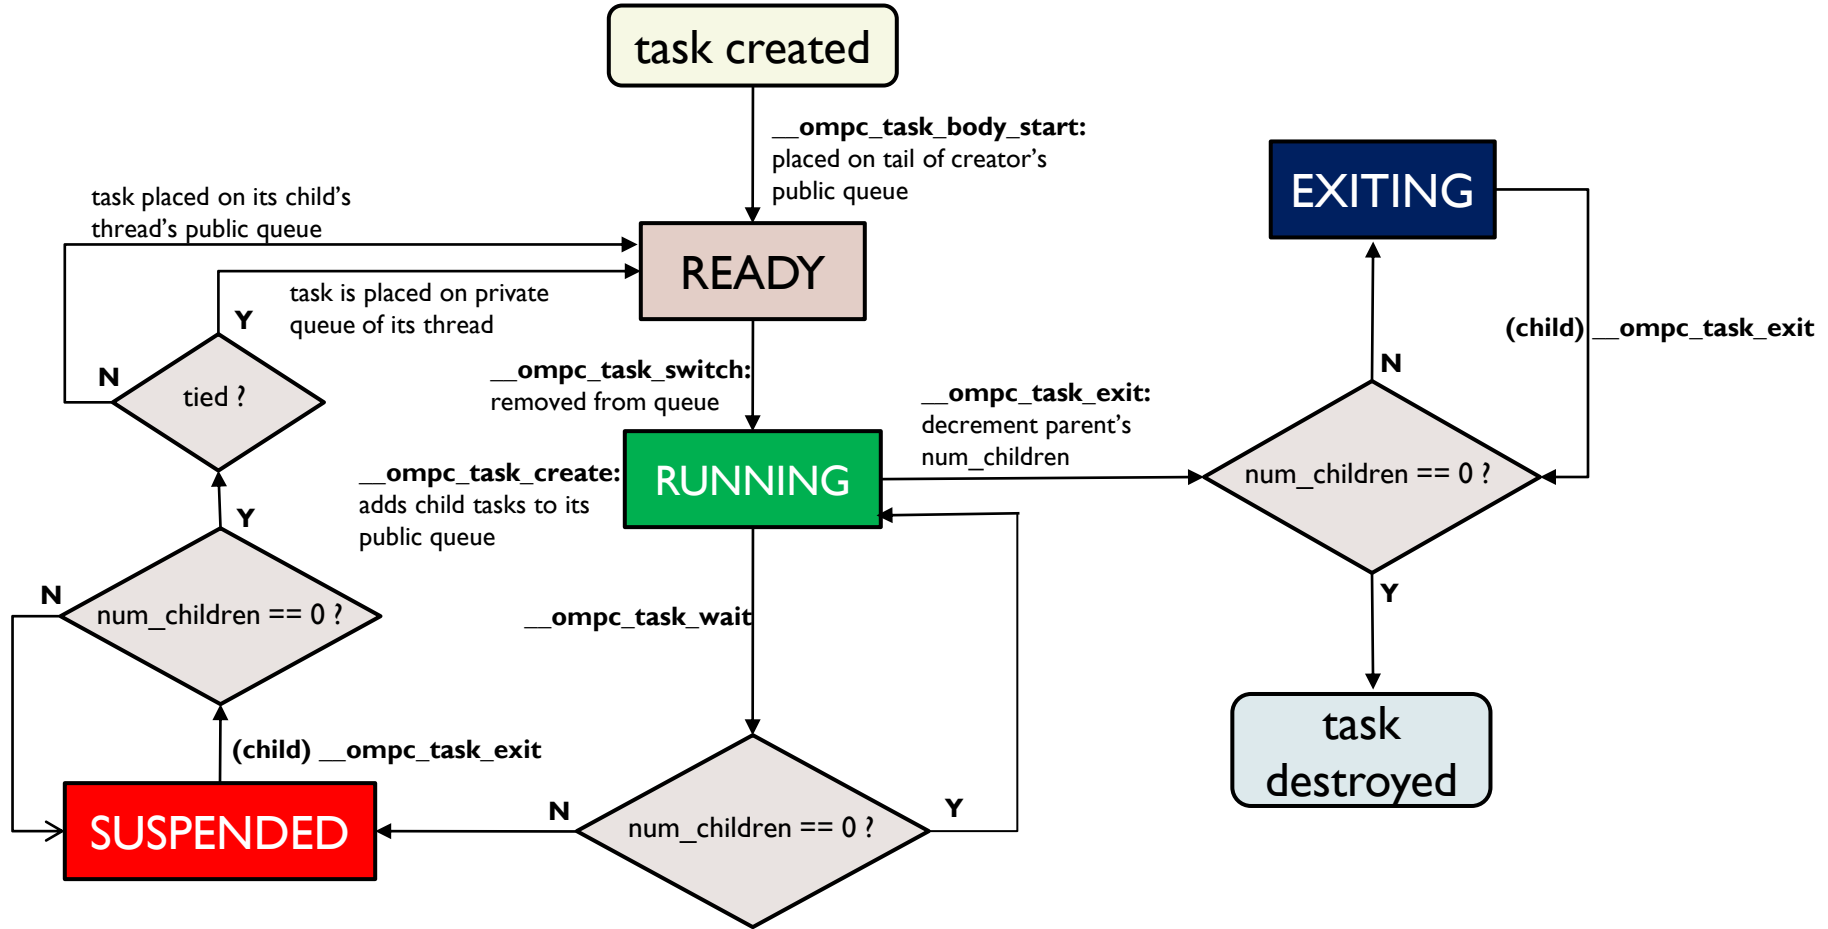 task created
__ompc_task_body_start:
placed on tail of creator's
public queue
EXITING
task placed on its child's
thread's public queue
READY
task is placed on private
queue of its thread
Y
(child) __ompc_task_exit
N
N
tied ?
__ompc_task_switch:
removed from queue
__ompc_task_exit:
decrement parent's
num_children
__ompc_task_create:
adds child tasks to its
public queue
RUNNING
num_children == 0 ?
Y
N
num_children == 0 ?
__ompc_task_wait
Y
task
destroyed
(child) __ompc_task_exit
SUSPENDED
N
num_children == 0 ?
Y